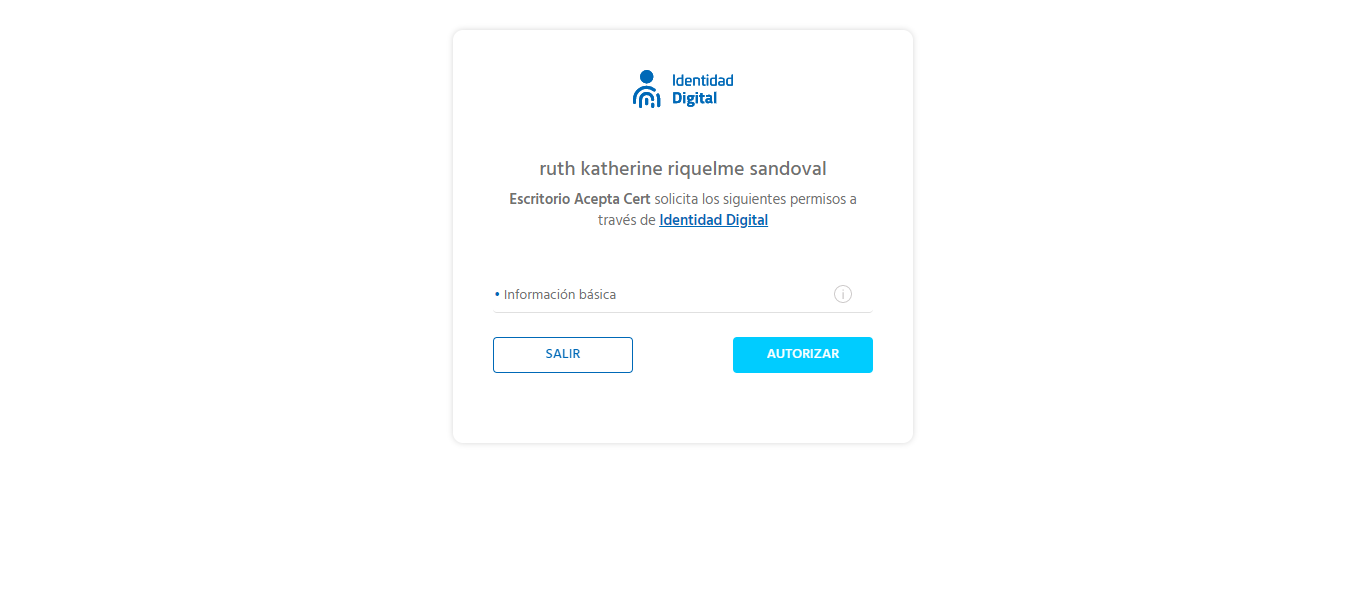 Identidad
Digital
ruth katherine riquelme sandoval
Escritorio Acepta Cert solicita los siguientes permisos a
través de Identidad Digital
• Información básica
SALIR
AUTORIZAR